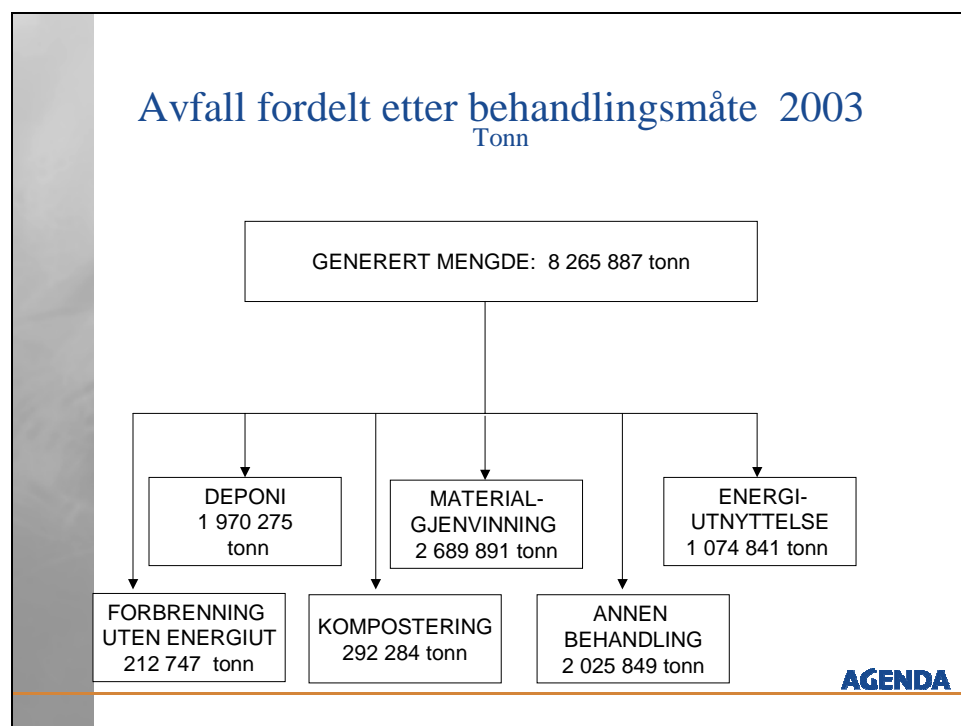 Avfall fordelt etter behandlingsmåte 2003
Tonn
GENERERT MENGDE: 8 265 887 tonn
DEPONI
1 970 275
tonn
MATERIAL-
GJENVINNING
2 689 891 tonn
ENERGI-
UTNYTTELSE
1 074 841 tonn
FORBRENNING
UTEN ENERGIUT
212 747 tonn
KOMPOSTERING
292 284 tonn
ANNEN
BEHANDLING
2 025 849 tonn
AGENDA